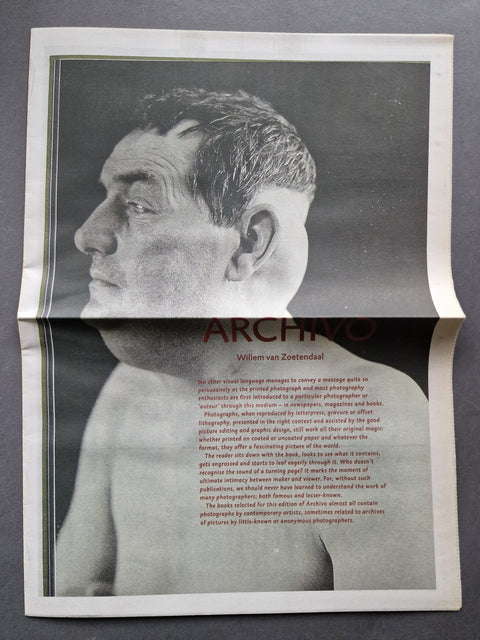 ARCHIVO
Willem van Zoetendaal
No other visual language manages to convey a message quite so
persuasively as the printed photograph and most photography
enthusiasts are first introduced to a particular photographer or
'auteur' through this medium – in newspapers, magazines and books.
Photographs, when reproduced by letterpress, gravure or offset
lithography, presented in the right context and assisted by the good
picture editing and graphic design, still work all their original magic:
whether printed on coated or uncoated paper and whatever the
format, they offer a fascinating picture of the world.
The reader sits down with the book, looks to see what it contains,
gets engrossed and starts to leaf eagerly through it. Who doesn't
recognise the sound of a turning page? It marks the moment of
ultimate intimacy between maker and viewer. For, without such
publications, we should never have learned to understand the work of
many photographers; both famous and lesser-known.
The books selected for this edition of Archivo almost all contain
photographs by contemporary artists, sometimes related to archives
of pictures by little-known or anonymous photographers.